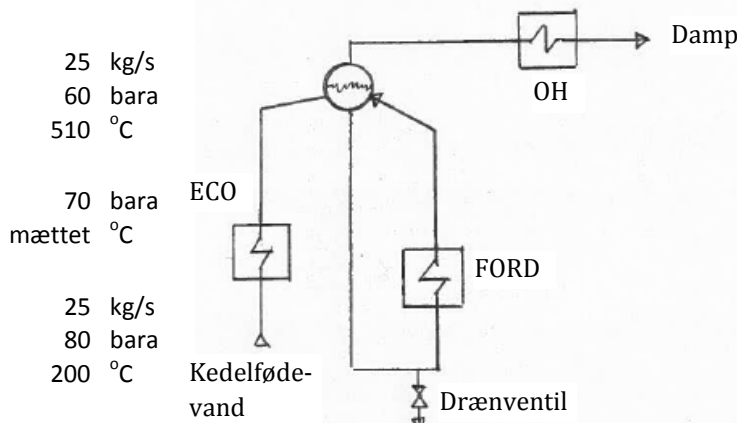 25 kg/s
60 bara
510 °C
Damp
OH
70 bara
mættet °C
ECO
FORD
25 kg/s
80 bara
200 °C
Kedelføde-
vand
Drænventil